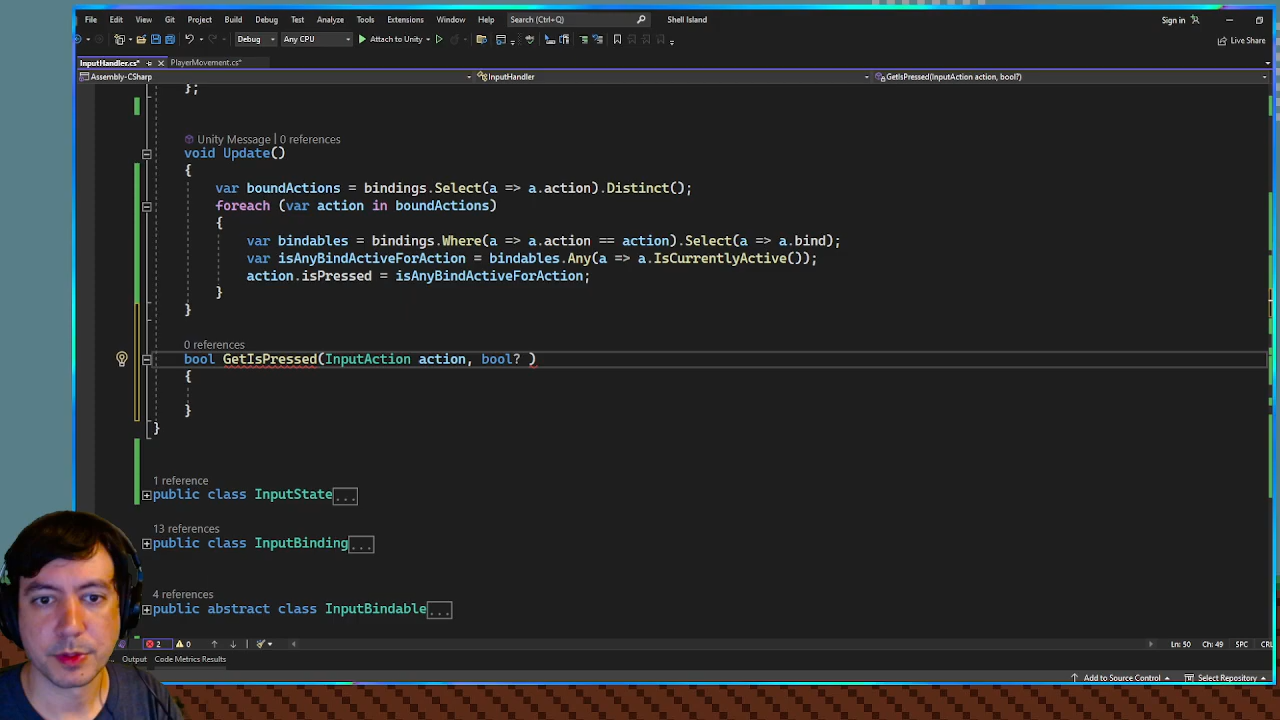 File Edit View Git Project Build Debug Test Analyze Tools Extensions Window Help Search (Ctrl+Q) Shell Island Sign in
Debug Any CPU Attach to Unity Live Share
InputHandler.cs* PlayerMovement.cs*
Assembly-CSharp InputHandler GetIsPressed(InputAction action, bool?)
};
Unity Message | 0 references
void Update()
{
var boundActions = bindings.Select(a => a.action).Distinct();
foreach (var action in boundActions)
{
var bindables = bindings.Where(a => a.action == action).Select(a => a.bind);
var isAnyBindActiveForAction = bindables.Any(a => a.IsCurrentlyActive());
action.isPressed = isAnyBindActiveForAction;
}
}
0 references
bool GetIsPressed(InputAction action, bool? )
{
}
}
1 reference
public class InputState...
13 references
public class InputBinding...
4 references
public abstract class InputBindable...
2 0 Ln: 50 Ch: 49 SPC
Output Code Metrics Results
Add to Source Control Select Repository